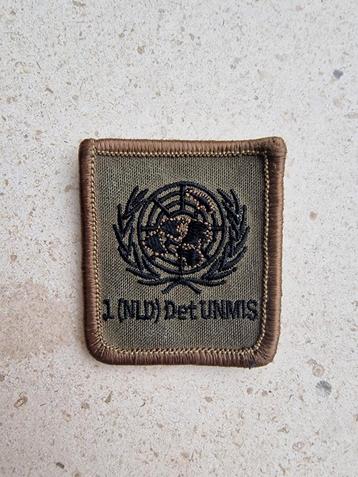 1 (NLD) Det UNMIS